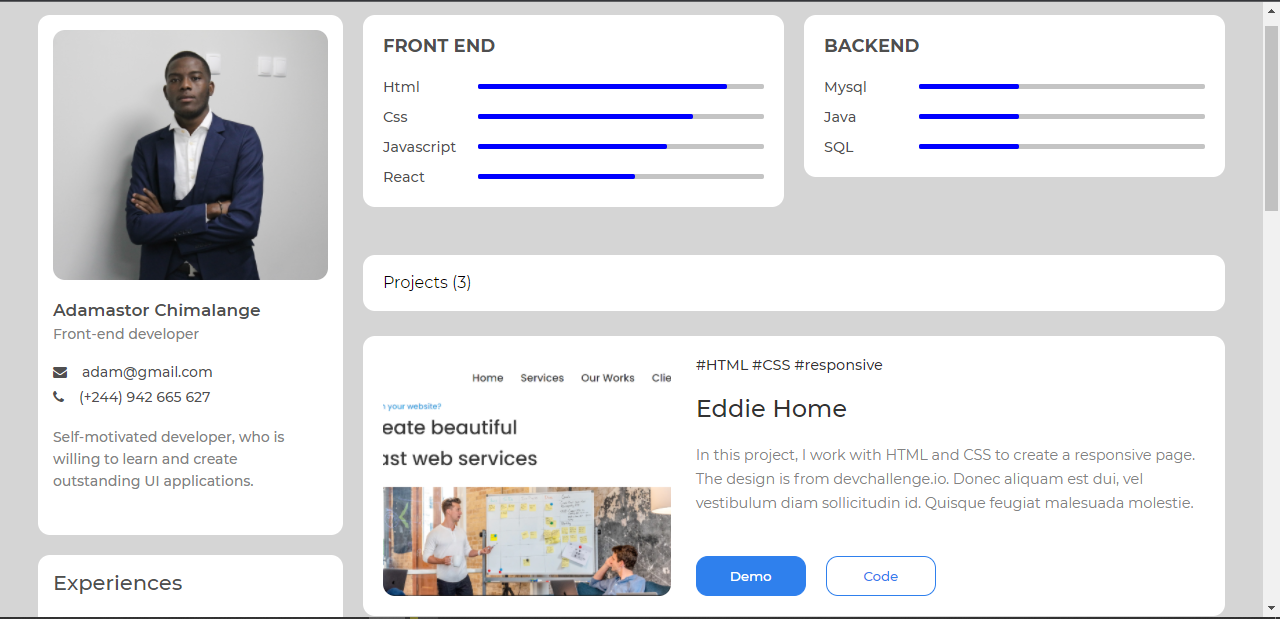 Adamastor Chimalange
Front-end developer
adam@gmail.com
(+244) 942 665 627
Self-motivated developer, who is
willing to learn and create
outstanding UI applications.
Experiences
FRONT END
Html
Css
Javascript
React
BACKEND
Mysql
Java
SQL
Projects (3)
Home Services Our Works Clie
your website?
eate beautiful
ast web services
#HTML #CSS #responsive
Eddie Home
In this project, I work with HTML and CSS to create a responsive page.
The design is from devchallenge.io. Donec aliquam est dui, vel
vestibulum diam sollicitudin id. Quisque feugiat malesuada molestie.
Demo
Code